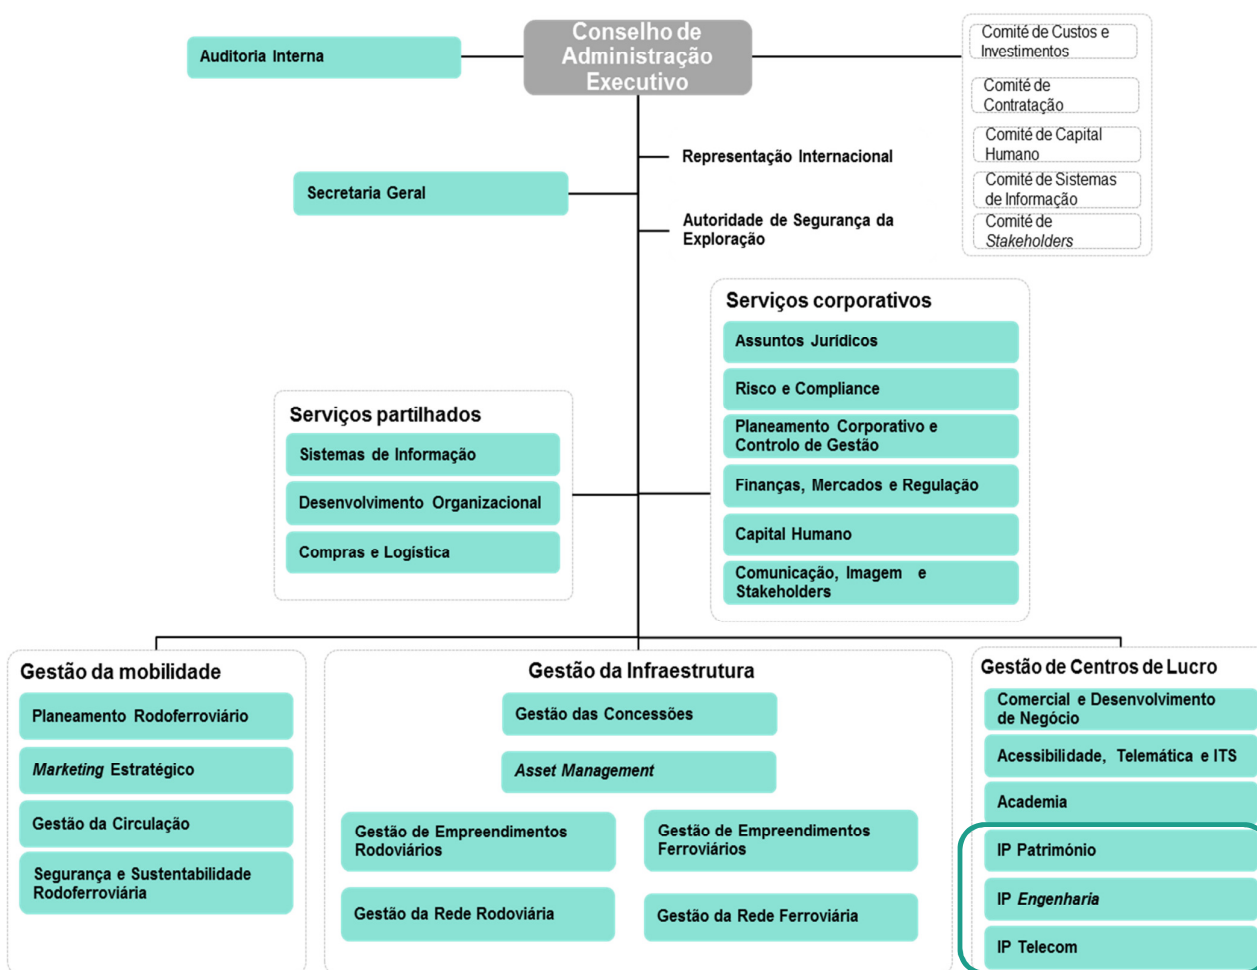 Conselho de
Administração
Executivo
Auditoria Interna
Comité de Custos e
Investimentos
Comité de
Contratação
Comité de Capital
Humano
Comité de Sistemas
de Informação
Comité de
Stakeholders
Representação Internacional
Secretaria Geral
Autoridade de Segurança da
Exploração
Serviços corporativos
Assuntos Jurídicos
Risco e Compliance
Planeamento Corporativo e
Controlo de Gestão
Finanças, Mercados e Regulação
Capital Humano
Comunicação, Imagem e
Stakeholders
Serviços partilhados
Sistemas de Informação
Desenvolvimento Organizacional
Compras e Logística
Gestão da mobilidade
Planeamento Rodoferroviário
Marketing Estratégico
Gestão da Circulação
Segurança e Sustentabilidade
Rodoferroviária
Gestão da Infraestrutura
Gestão das Concessões
Asset Management
Gestão de Empreendimentos
Rodoviários
Gestão de Empreendimentos
Ferroviários
Gestão da Rede Rodoviária
Gestão da Rede Ferroviária
Gestão de Centros de Lucro
Comercial e Desenvolvimento
de Negócio
Acessibilidade, Telemática e ITS
Academia
IP Património
IP Engenharia
IP Telecom